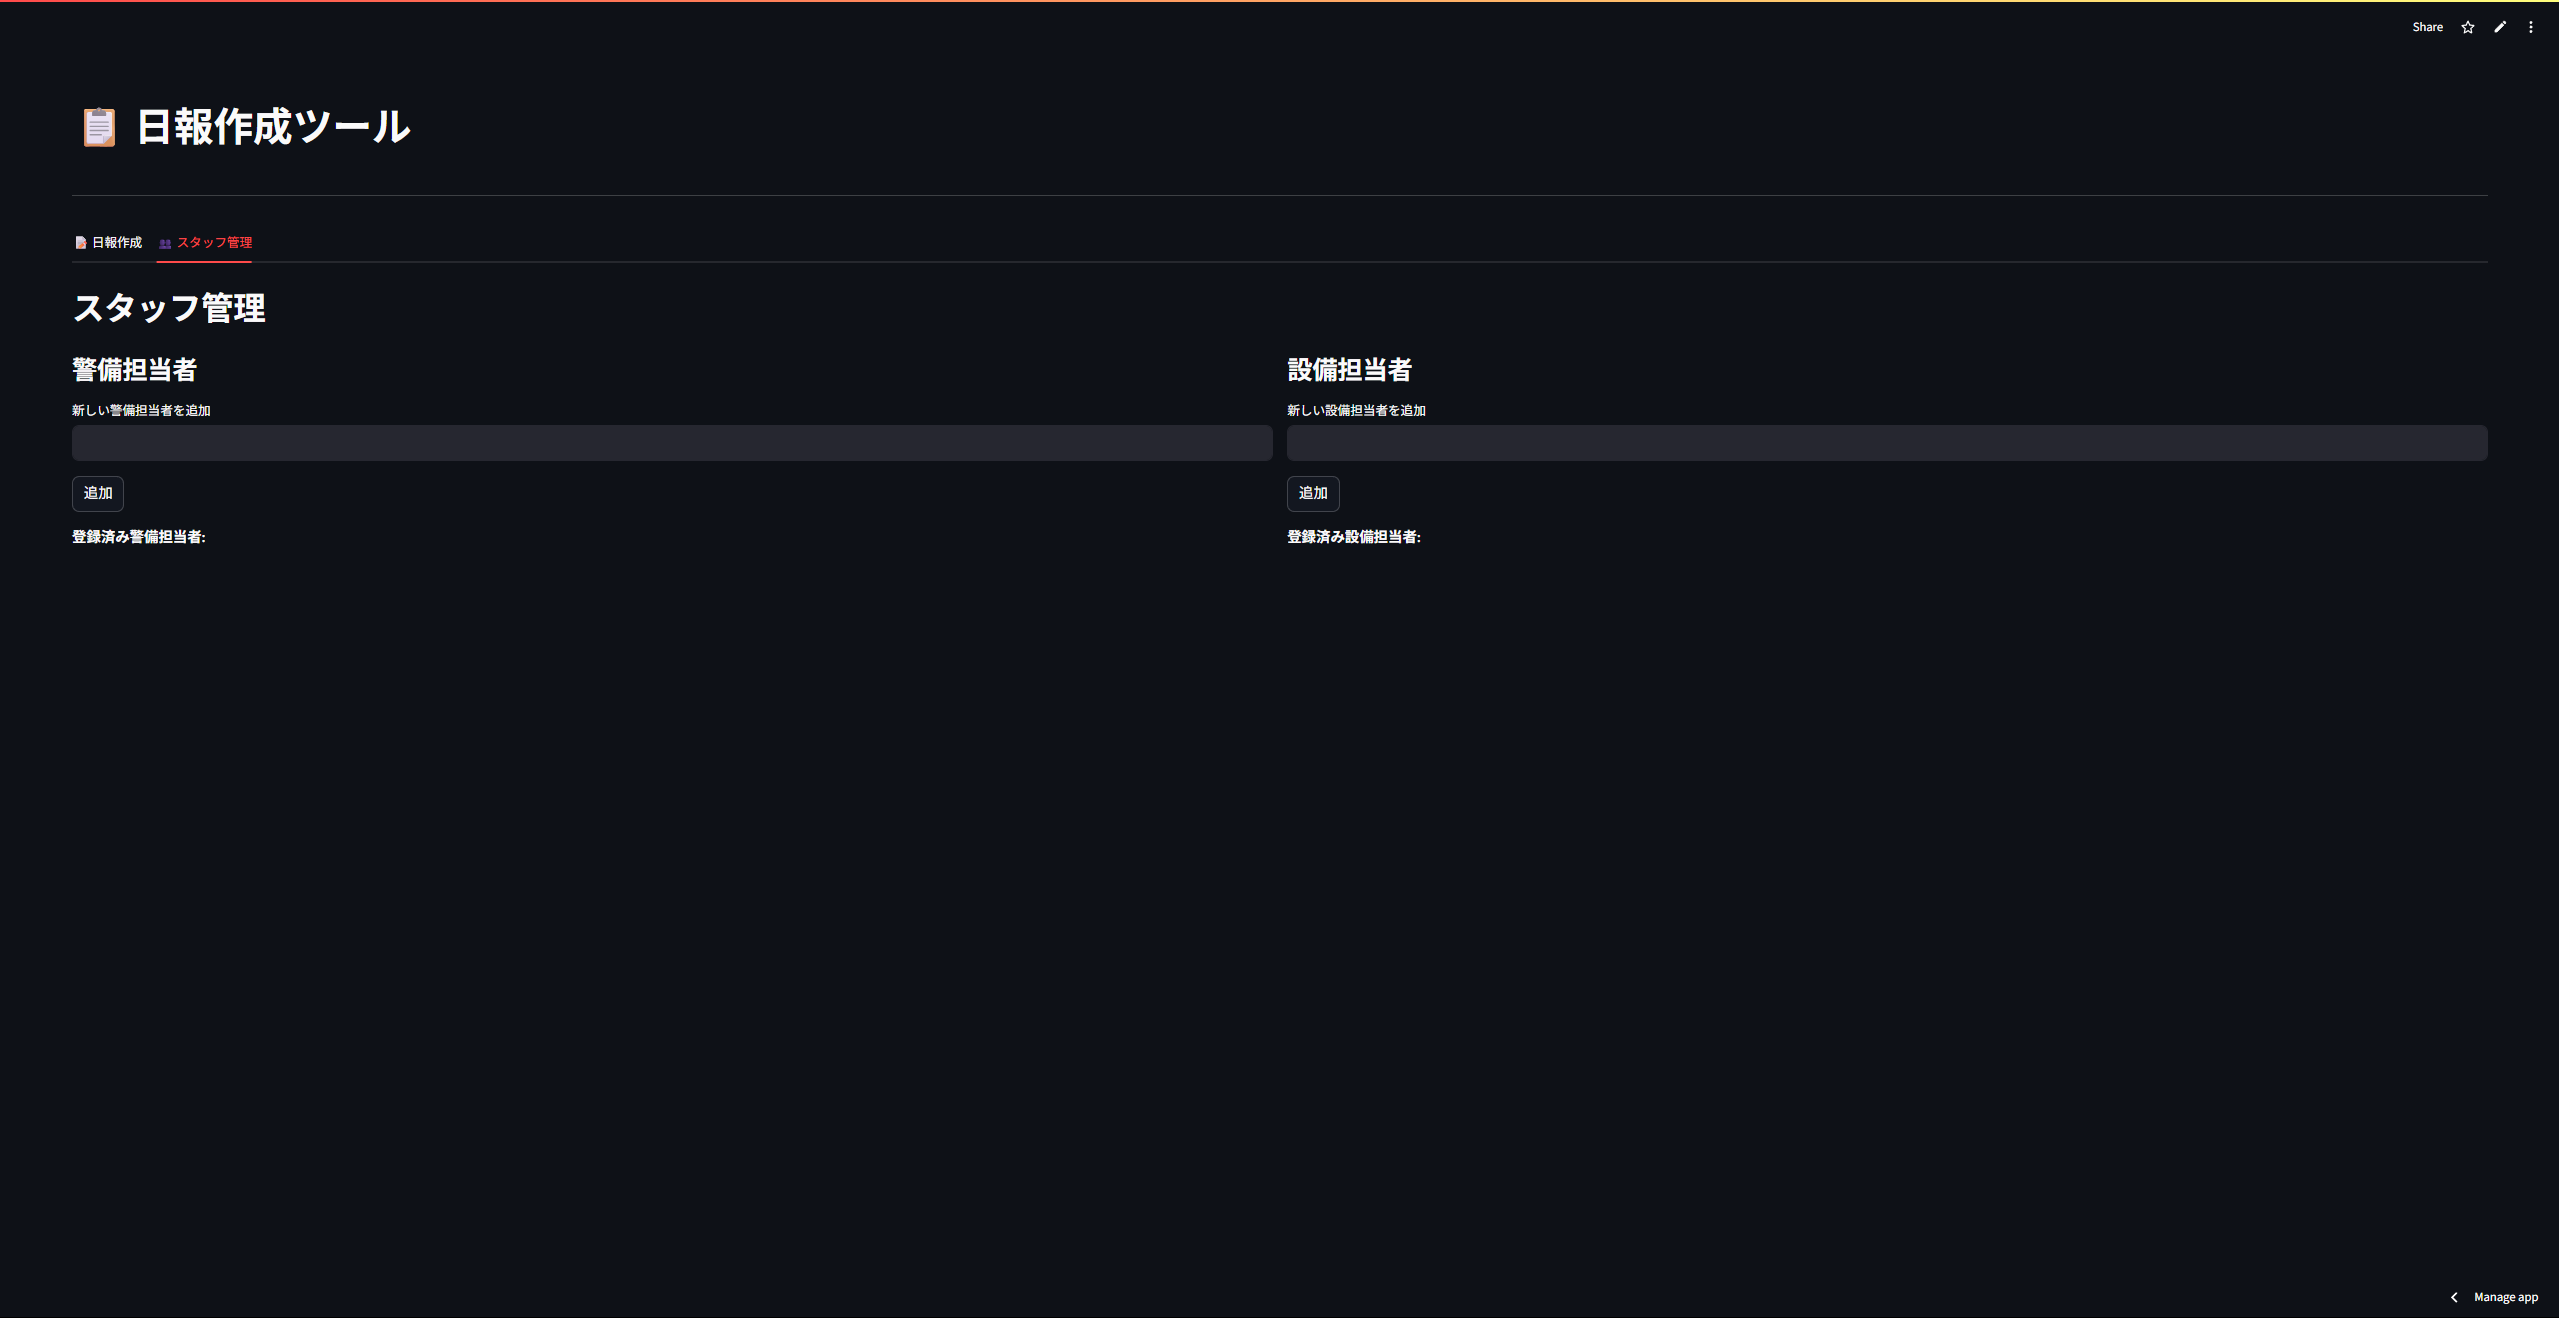 Share
日報作成ツール
日報作成 スタッフ管理
スタッフ管理
警備担当者
新しい警備担当者を追加
追加
登録済み警備担当者:
設備担当者
新しい設備担当者を追加
追加
登録済み設備担当者:
Manage app